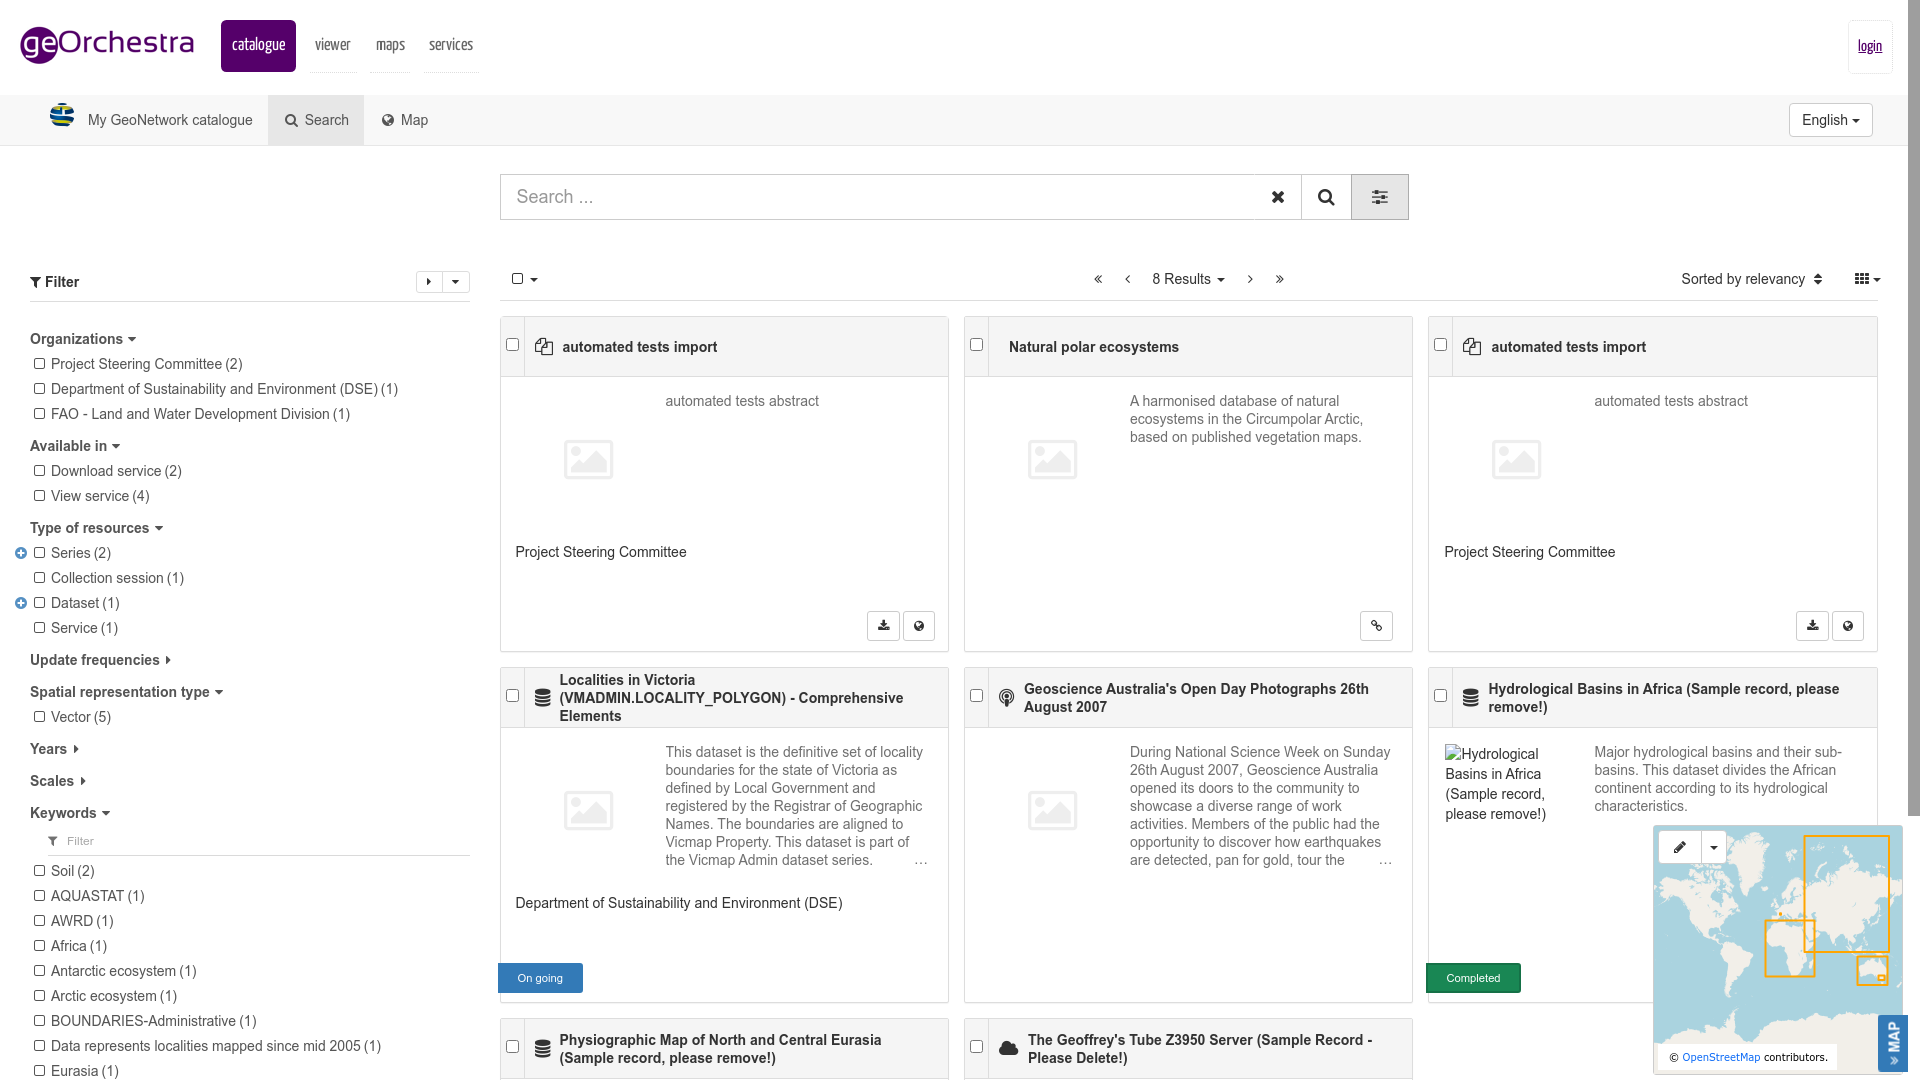 geOrchestra
catalogue
viewer
maps
services
login
My GeoNetwork catalogue
Search
Map
English
Search ...
Filter
8 Results
Sorted by relevancy
Organizations
Project Steering Committee (2)
Department of Sustainability and Environment (DSE) (1)
FAO - Land and Water Development Division (1)
Available in
Download service (2)
View service (4)
Type of resources
Series (2)
Collection session (1)
Dataset (1)
Service (1)
Update frequencies
Spatial representation type
Vector (5)
Years
Scales
Keywords
Filter
Soil (2)
AQUASTAT (1)
AWRD (1)
Africa (1)
Antarctic ecosystem (1)
Arctic ecosystem (1)
BOUNDARIES-Administrative (1)
Data represents localities mapped since mid 2005 (1)
Eurasia (1)
automated tests import
automated tests abstract
Project Steering Committee
Natural polar ecosystems
A harmonised database of natural
ecosystems in the Circumpolar Arctic,
based on published vegetation maps.
automated tests import
automated tests abstract
Project Steering Committee
Localities in Victoria
(VMADMIN.LOCALITY_POLYGON) - Comprehensive
Elements
This dataset is the definitive set of locality
boundaries for the state of Victoria as
defined by Local Government and
registered by the Registrar of Geographic
Names. The boundaries are aligned to
Vicmap Property. This dataset is part of
the Vicmap Admin dataset series. ...
Department of Sustainability and Environment (DSE)
On going
Geoscience Australia's Open Day Photographs 26th
August 2007
During National Science Week on Sunday
26th August 2007, Geoscience Australia
opened its doors to the community to
showcase a diverse range of work
activities. Members of the public had the
opportunity to discover how earthquakes
are detected, pan for gold, tour the ...
Hydrological Basins in Africa (Sample record, please
remove!)
Hydrological
Basins in Africa
(Sample record,
please remove!)
Major hydrological basins and their sub-
basins. This dataset divides the African
continent according to its hydrological
characteristics.
Completed
Physiographic Map of North and Central Eurasia
(Sample record, please remove!)
The Geoffrey's Tube Z3950 Server (Sample Record -
Please Delete!)
© OpenStreetMap contributors.
» MAP